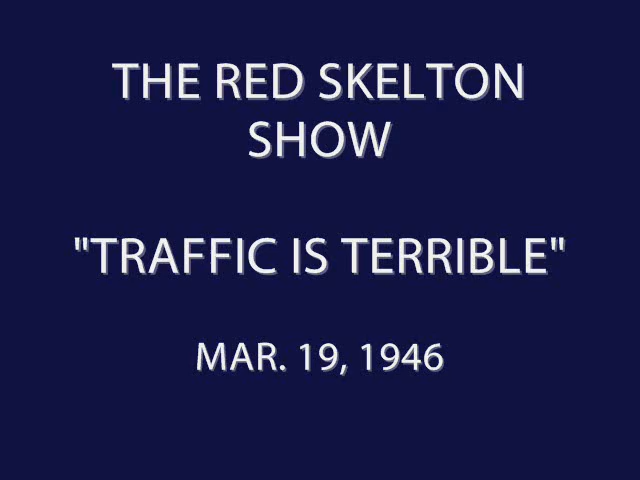 THE RED SKELTON
SHOW
"TRAFFIC IS TERRIBLE"
MAR. 19, 1946